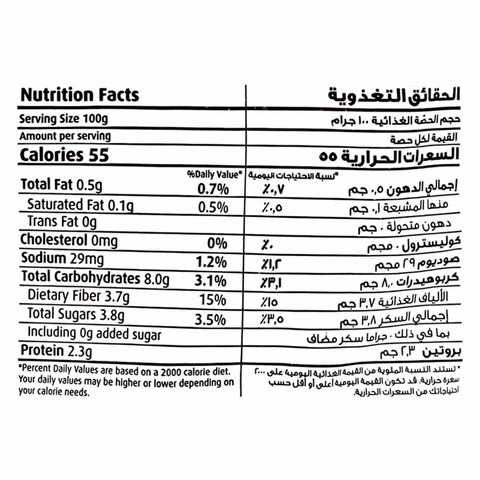 Nutrition Facts
الحقائق التغذوية
Serving Size 100g
حجم الحصة الغذائية ١٠٠ جرام
Amount per serving
القيمة لكل حصة
Calories 55
السعرات الحرارية ٥٥
%Daily Value*
*نسبة الاحتياجات اليومية
Total Fat 0.5g 0.7%
٪٠,٧ إجمالي الدهون ٠,٥ جم
Saturated Fat 0.1g 0.5%
٪٠,٥ منها المشبعة ٠,١ جم
Trans Fat 0g
دهون متحولة ٠ جم
Cholesterol 0mg 0%
٪٠ كوليسترول ٠ مجم
Sodium 29mg 1.2%
٪١,٢ صوديوم ٢٩ مجم
Total Carbohydrates 8.0g 3.1%
٪٣,١ كربوهيدرات ٨,٠ جم
Dietary Fiber 3.7g 15%
٪١٥ الألياف الغذائية ٣,٧ جم
Total Sugars 3.8g 3.5%
٪٣,٥ إجمالي السكر ٣,٨ جم
Including 0g added sugar
بما في ذلك ٠ جراما سكر مضاف
Protein 2.3g
بروتين ٢,٣ جم
*Percent Daily Values are based on a 2000 calorie diet.
Your daily values may be higher or lower depending on
your calorie needs.
* تستند النسبة المئوية من القيمة الغذائية اليومية على ٢٠٠٠
سعرة حرارية. قد تكون القيمة اليومية أعلى أو أقل حسب
احتياجاتك من السعرات الحرارية.